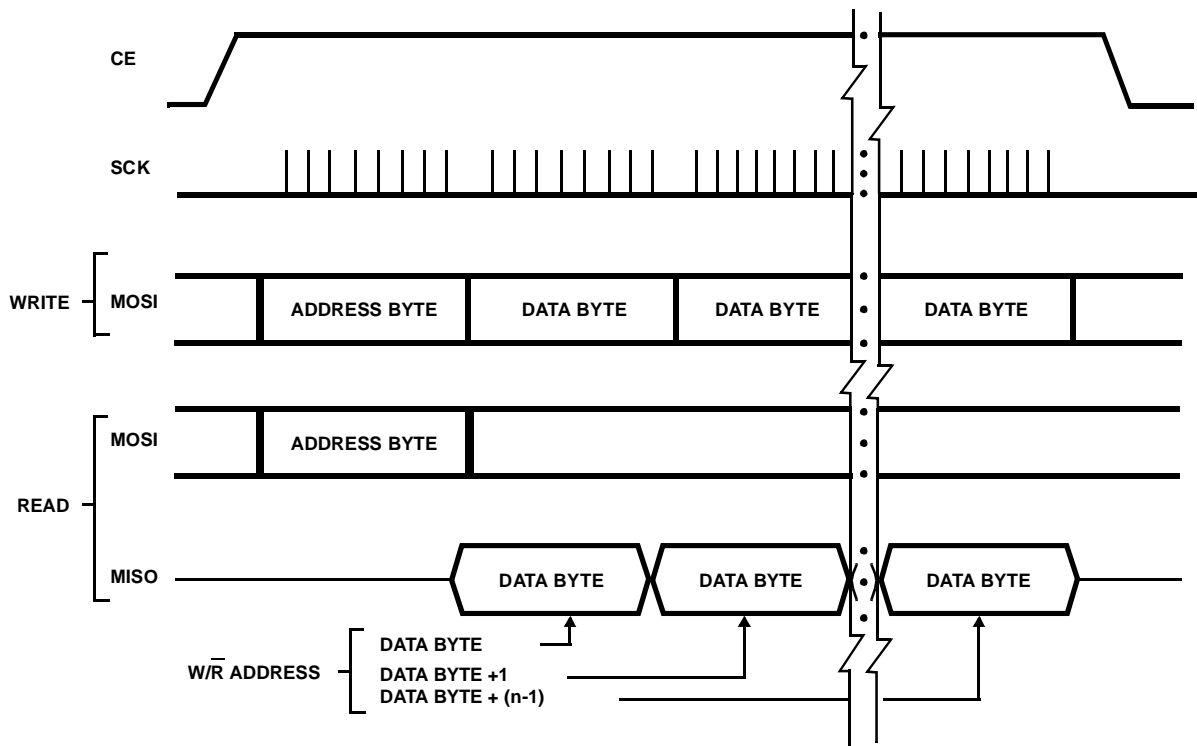 CE
SCK
WRITE
MOSI
ADDRESS BYTE
DATA BYTE
DATA BYTE
DATA BYTE
READ
MOSI
ADDRESS BYTE
MISO
DATA BYTE
DATA BYTE
DATA BYTE
W/R̅ ADDRESS
DATA BYTE
DATA BYTE +1
DATA BYTE + (n-1)